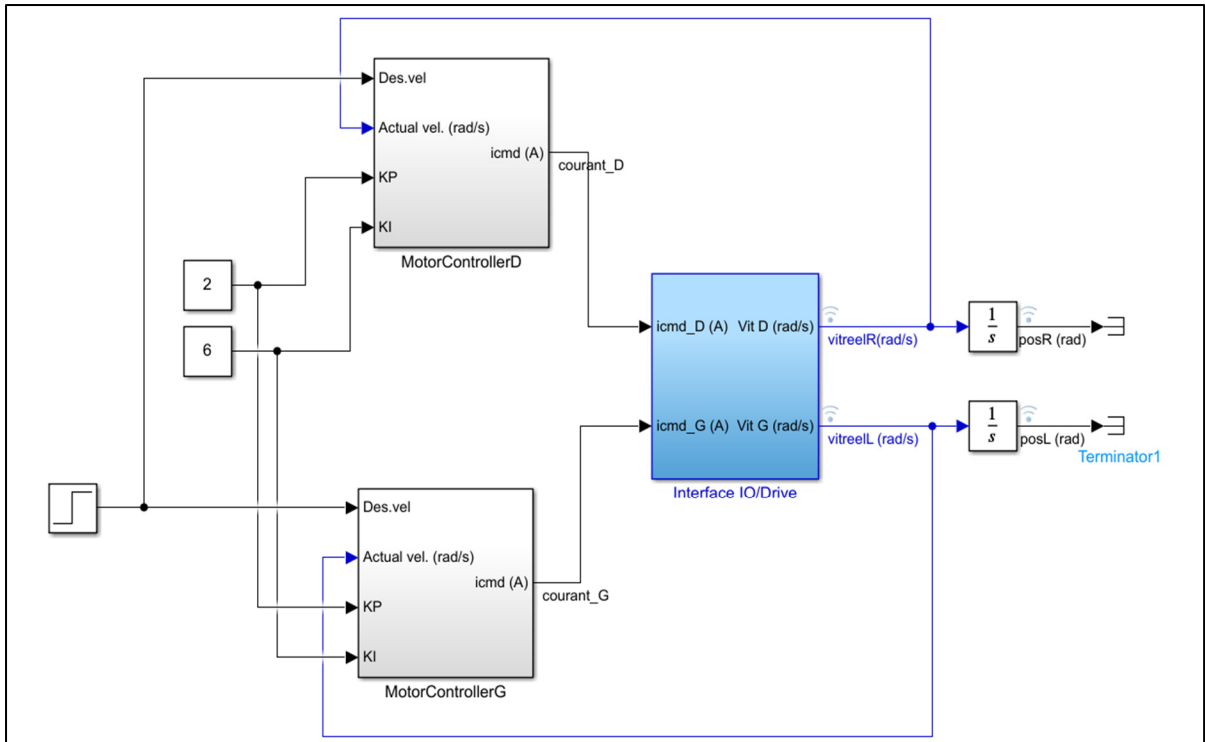 Des.vel
Actual vel. (rad/s)
icmd (A)
courant_D
KP
KI
MotorControllerD
2
6
icmd_D (A) Vit D (rad/s)
vitreelR(rad/s)
1
s
posR (rad)
icmd_G (A) Vit G (rad/s)
vitreelL (rad/s)
1
s
posL (rad)
Terminator1
Interface IO/Drive
Des.vel
Actual vel. (rad/s)
icmd (A)
courant_G
KP
KI
MotorControllerG